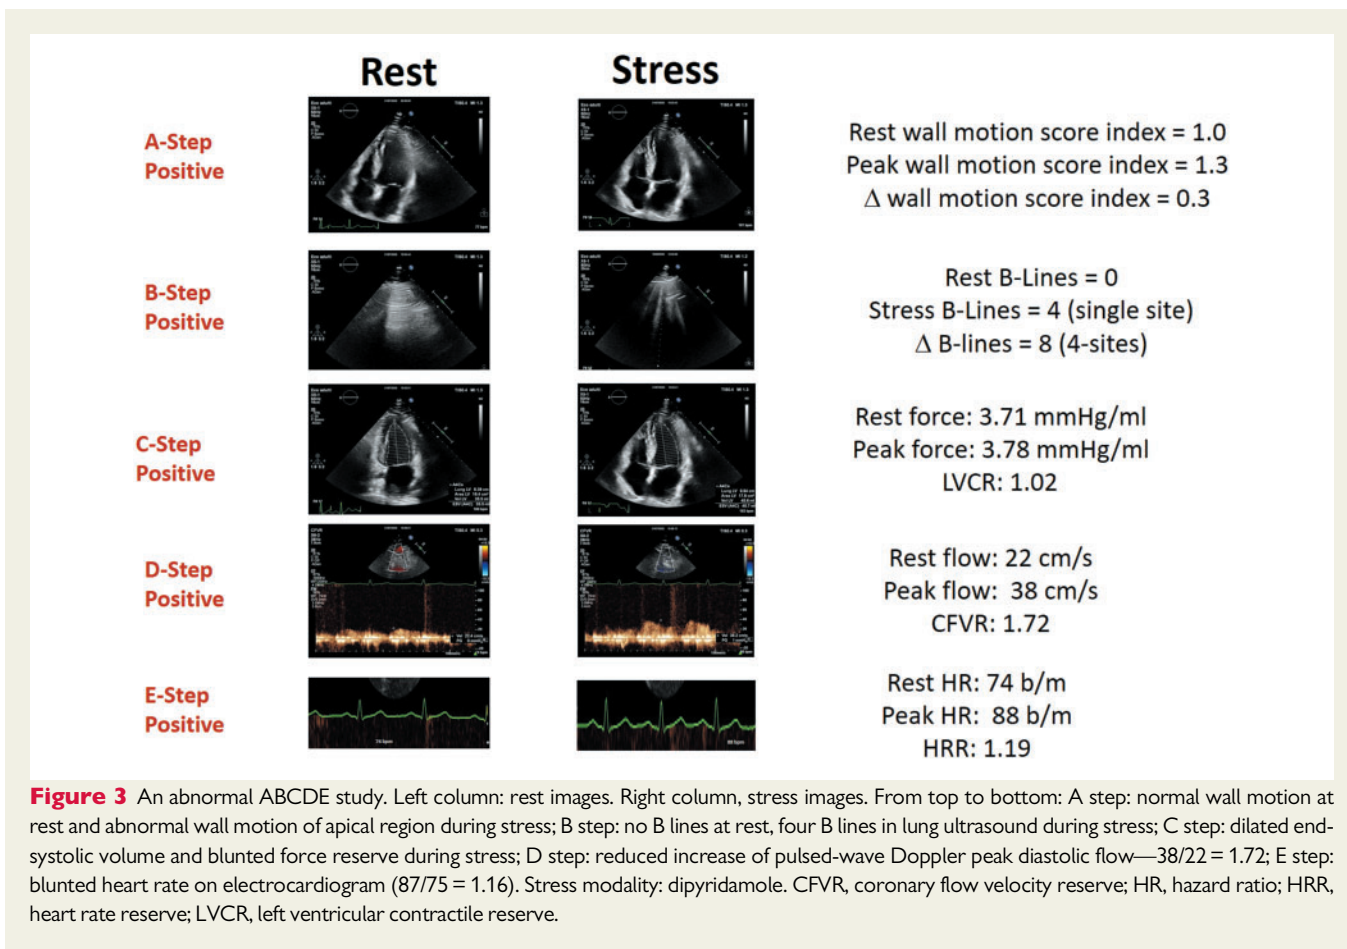 Rest
Stress
A-Step
Positive
Rest wall motion score index = 1.0
Peak wall motion score index = 1.3
Δ wall motion score index = 0.3
B-Step
Positive
Rest B-Lines = 0
Stress B-Lines = 4 (single site)
Δ B-lines = 8 (4-sites)
C-Step
Positive
Rest force: 3.71 mmHg/ml
Peak force: 3.78 mmHg/ml
LVCR: 1.02
D-Step
Positive
CFVR
CFVR
Rest flow: 22 cm/s
Peak flow: 38 cm/s
CFVR: 1.72
E-Step
Positive
74 bpm
88 bpm
Rest HR: 74 b/m
Peak HR: 88 b/m
HRR: 1.19
Figure 3 An abnormal ABCDE study. Left column: rest images. Right column, stress images. From top to bottom: A step: normal wall motion at
rest and abnormal wall motion of apical region during stress; B step: no B lines at rest, four B lines in lung ultrasound during stress; C step: dilated end-
systolic volume and blunted force reserve during stress; D step: reduced increase of pulsed-wave Doppler peak diastolic flow—38/22 = 1.72; E step:
blunted heart rate on electrocardiogram (87/75 = 1.16). Stress modality: dipyridamole. CFVR, coronary flow velocity reserve; HR, hazard ratio; HRR,
heart rate reserve; LVCR, left ventricular contractile reserve.